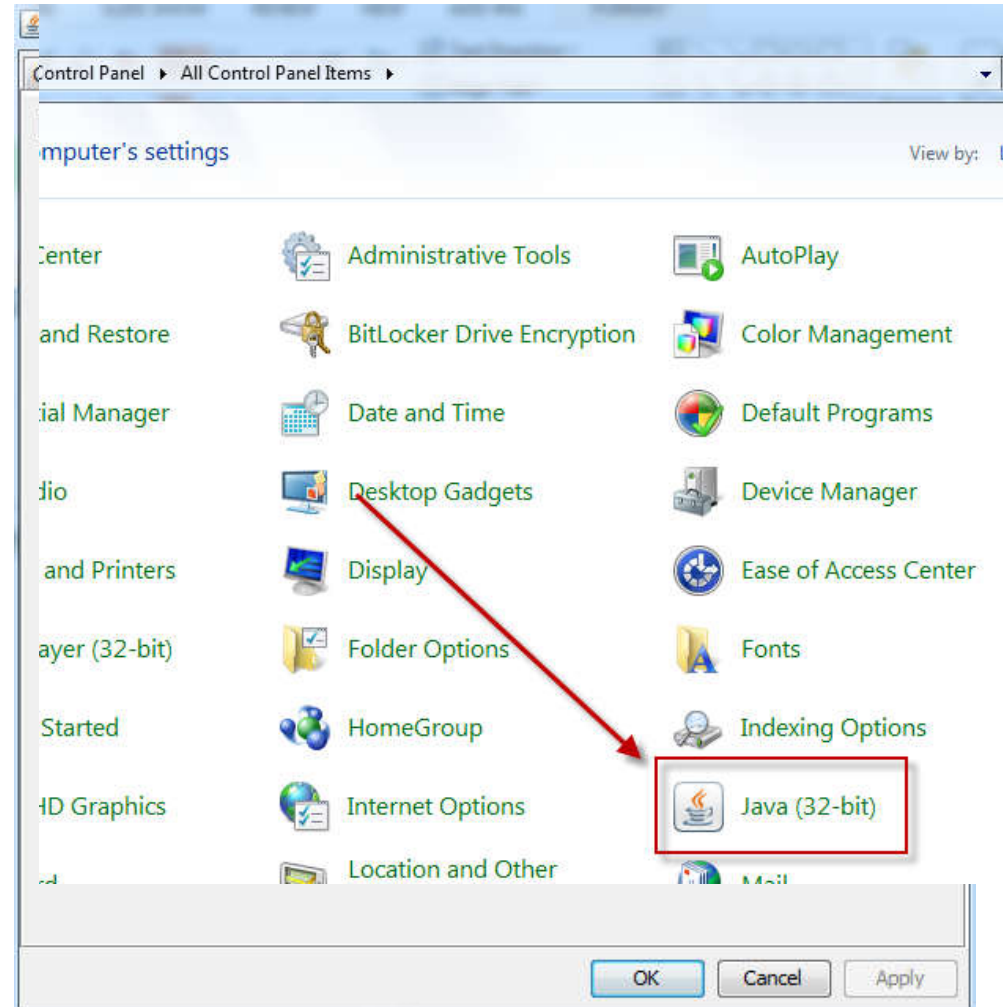 Control Panel ▸ All Control Panel Items ▸
omputer's settings
View by:
Center
Administrative Tools
AutoPlay
and Restore
BitLocker Drive Encryption
Color Management
ial Manager
Date and Time
Default Programs
dio
Desktop Gadgets
Device Manager
and Printers
Display
Ease of Access Center
ayer (32-bit)
Folder Options
Fonts
Started
HomeGroup
Indexing Options
HD Graphics
Internet Options
Java (32-bit)
Location and Other
Mail
OK
Cancel
Apply